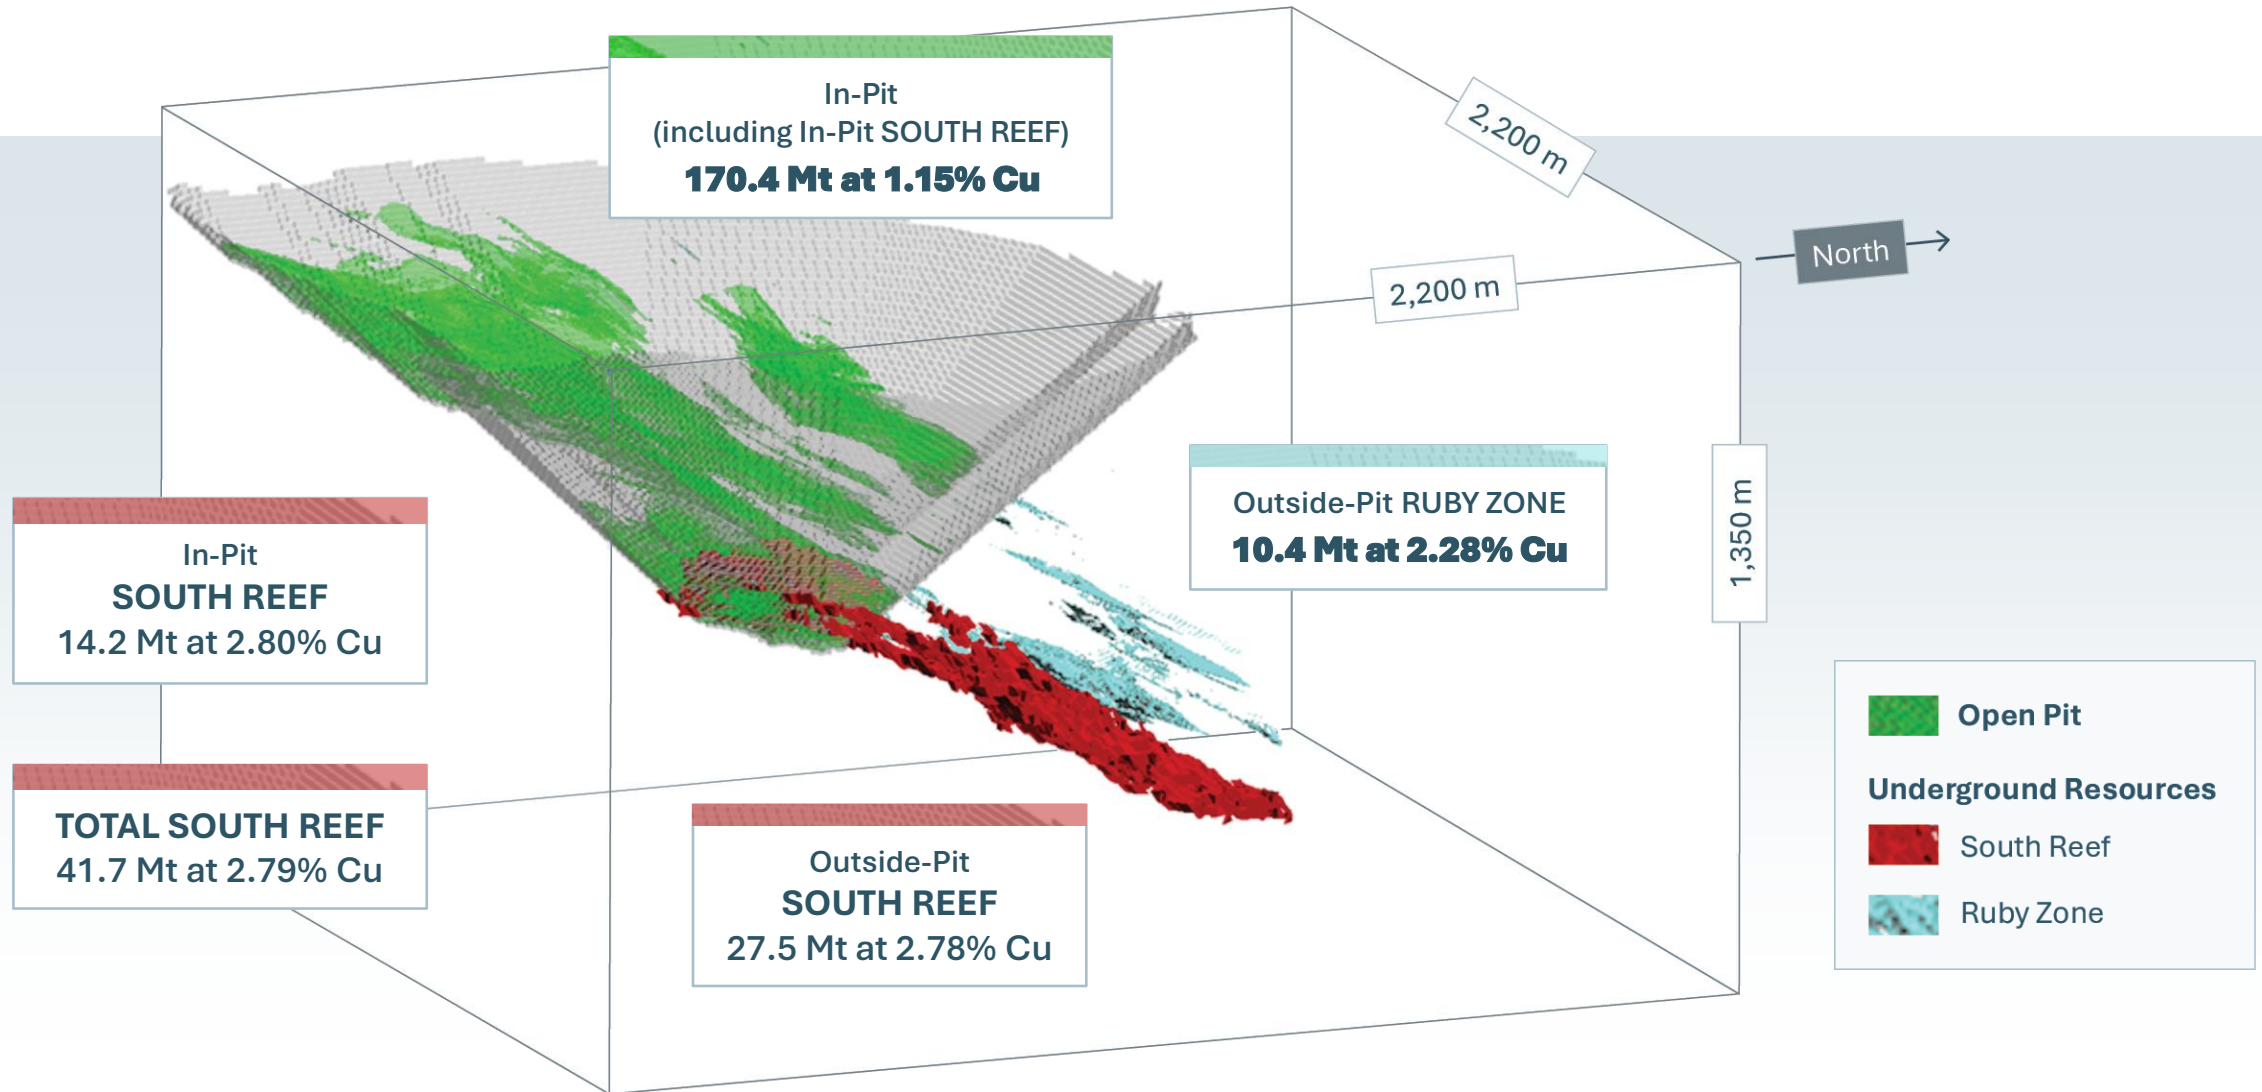 In-Pit
(including In-Pit SOUTH REEF)
170.4 Mt at 1.15% Cu
2,200 m
North
2,200 m
Outside-Pit RUBY ZONE
10.4 Mt at 2.28% Cu
1,350 m
In-Pit
SOUTH REEF
14.2 Mt at 2.80% Cu
TOTAL SOUTH REEF
41.7 Mt at 2.79% Cu
Outside-Pit
SOUTH REEF
27.5 Mt at 2.78% Cu
Open Pit
Underground Resources
South Reef
Ruby Zone